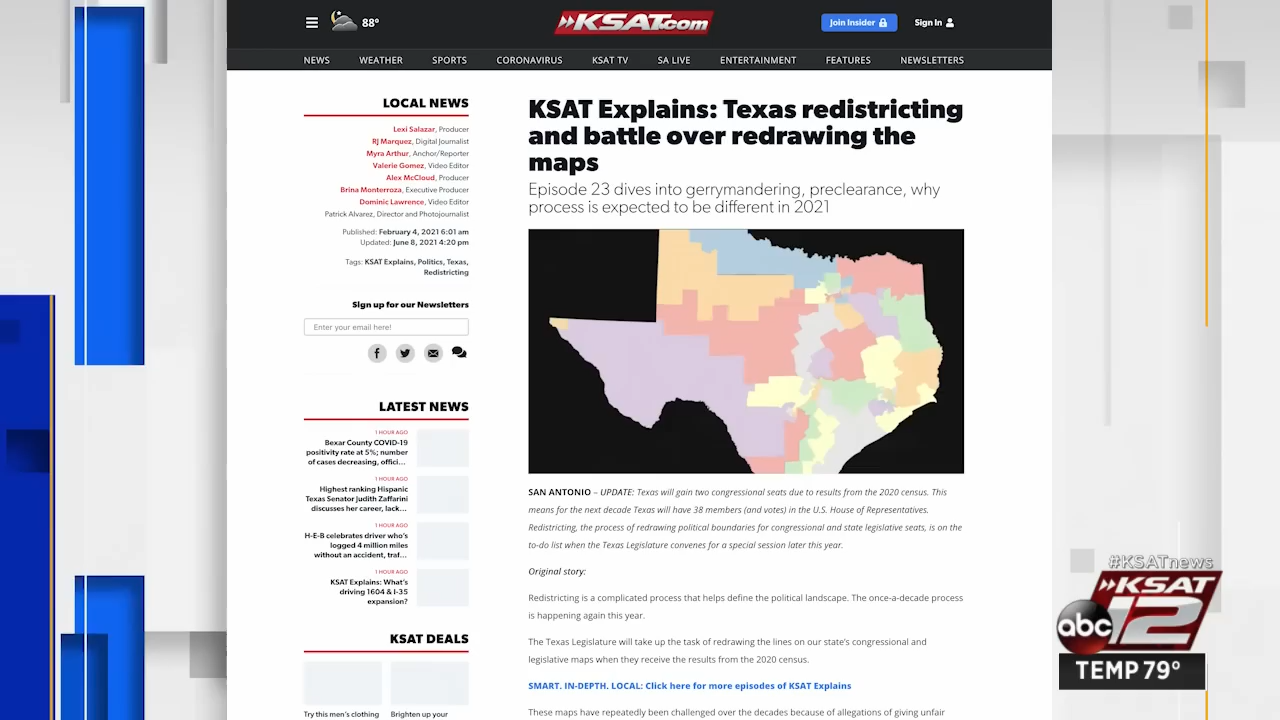 88°
KSAT.com
Join Insider
Sign In
NEWS
WEATHER
SPORTS
CORONAVIRUS
KSAT TV
SA LIVE
ENTERTAINMENT
FEATURES
NEWSLETTERS
LOCAL NEWS
Lexi Salazar, Producer
RJ Marquez, Digital Journalist
Myra Arthur, Anchor/Reporter
Valerie Gomez, Video Editor
Alex McCloud, Producer
Brina Monterroza, Executive Producer
Dominic Lawrence, Video Editor
Patrick Alvarez, Director and Photojournalist
Published: February 4, 2021 6:01 am
Updated: June 8, 2021 4:20 pm
Tags: KSAT Explains, Politics, Texas,
Redistricting
Sign up for our Newsletters
Enter your email here!
LATEST NEWS
1 HOUR AGO
Bexar County COVID-19
positivity rate at 5%; number
of cases decreasing, offici...
1 HOUR AGO
Highest ranking Hispanic
Texas Senator Judith Zaffarini
discusses her career, lack...
1 HOUR AGO
H-E-B celebrates driver who's
logged 4 million miles
without an accident, traf...
1 HOUR AGO
KSAT Explains: What's
driving 1604 & I-35
expansion?
KSAT DEALS
Try this men's clothing
Brighten up your
KSAT Explains: Texas redistricting
and battle over redrawing the
maps
Episode 23 dives into gerrymandering, preclearance, why
process is expected to be different in 2021
SAN ANTONIO – UPDATE: Texas will gain two congressional seats due to results from the 2020 census. This
means for the next decade Texas will have 38 members (and votes) in the U.S. House of Representatives.
Redistricting, the process of redrawing political boundaries for congressional and state legislative seats, is on the
to-do list when the Texas Legislature convenes for a special session later this year.
Original story:
Redistricting is a complicated process that helps define the political landscape. The once-a-decade process
is happening again this year.
The Texas Legislature will take up the task of redrawing the lines on our state's congressional and
legislative maps when they receive the results from the 2020 census.
SMART. IN-DEPTH. LOCAL: Click here for more episodes of KSAT Explains
These maps have repeatedly been challenged over the decades because of allegations of giving unfair
#KSATnews
KSAT
abc 12
TEMP 79°